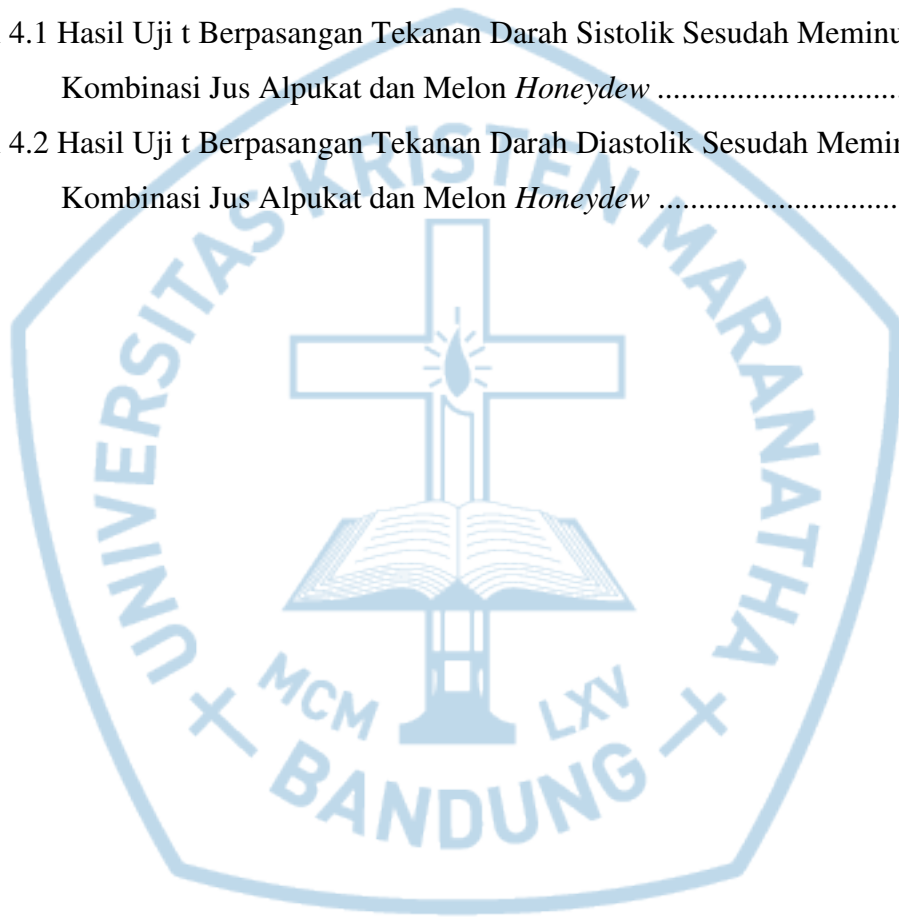 4.1 Hasil Uji t Berpasangan Tekanan Darah Sistolik Sesudah Meminu
Kombinasi Jus Alpukat dan Melon Honeydew ...............................
4.2 Hasil Uji t Berpasangan Tekanan Darah Diastolik Sesudah Memin
Kombinasi Jus Alpukat dan Melon Honeydew ...............................
UNIVERSITAS KRISTEN MARANATHA
MCM LXV
BANDUNG